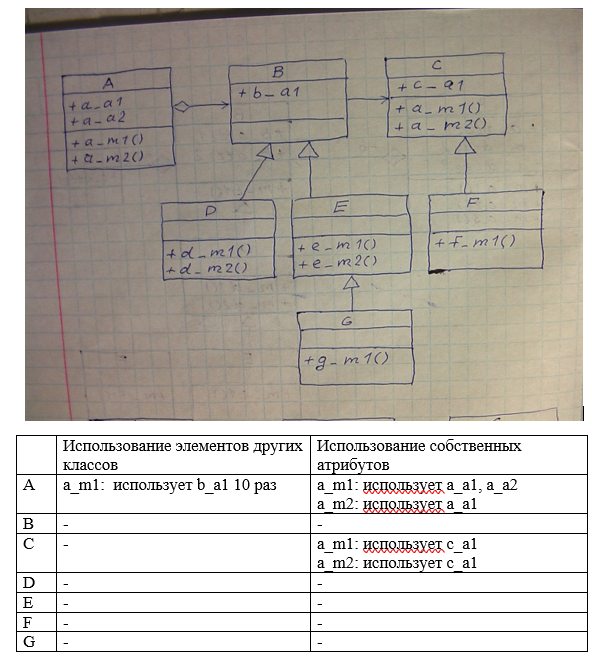 A
+a_a1
+a_a2
+a_m1()
+a_m2()
B
+b_a1
C
+c_a1
+a_m1()
+a_m2()
D
+d_m1()
+d_m2()
E
+e_m1()
+e_m2()
F
+f_m1()
G
+g_m1()
Использование элементов других классов
Использование собственных атрибутов
A
a_m1:  использует b_a1 10 раз
a_m1: использует a_a1, a_a2
a_m2: использует a_a1
B - -
C -
a_m1: использует c_a1
a_m2: использует c_a1
D - -
E - -
F - -
G - -